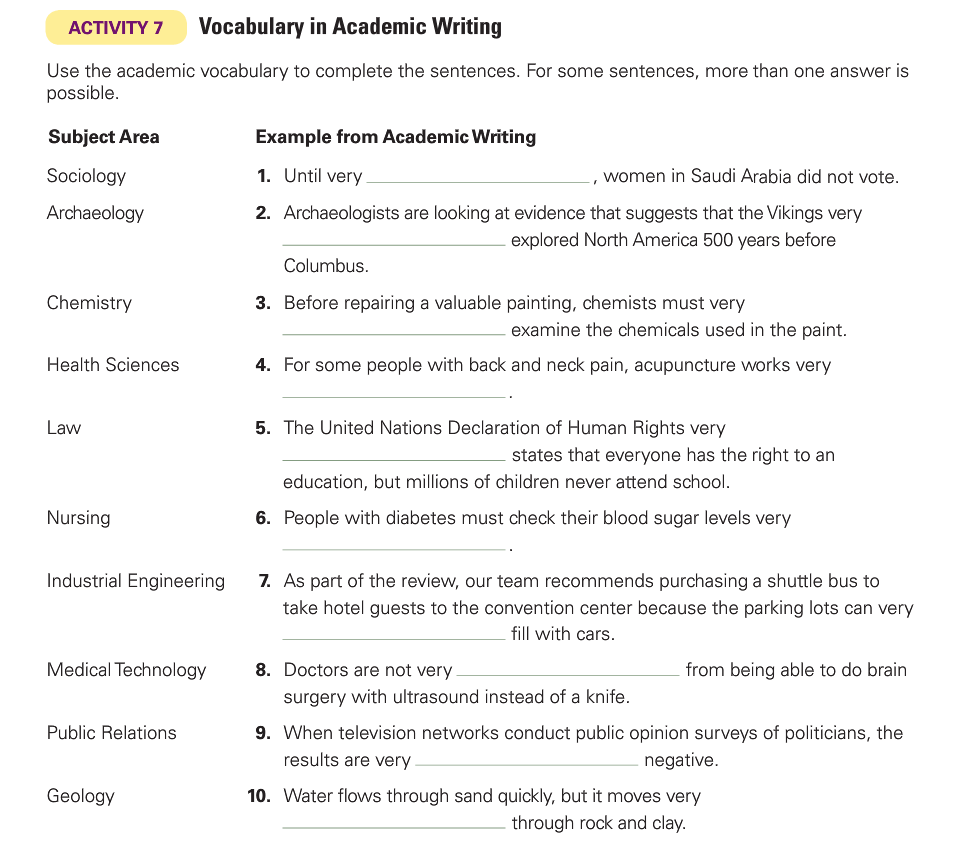 ACTIVITY 7 Vocabulary in Academic Writing
Use the academic vocabulary to complete the sentences. For some sentences, more than one answer is
possible.
Subject Area Example from Academic Writing
Sociology 1. Until very ____________________ , women in Saudi Arabia did not vote.
Archaeology 2. Archaeologists are looking at evidence that suggests that the Vikings very
____________________ explored North America 500 years before
Columbus.
Chemistry 3. Before repairing a valuable painting, chemists must very
____________________ examine the chemicals used in the paint.
Health Sciences 4. For some people with back and neck pain, acupuncture works very
____________________ .
Law 5. The United Nations Declaration of Human Rights very
____________________ states that everyone has the right to an
education, but millions of children never attend school.
Nursing 6. People with diabetes must check their blood sugar levels very
____________________ .
Industrial Engineering 7. As part of the review, our team recommends purchasing a shuttle bus to
take hotel guests to the convention center because the parking lots can very
____________________ fill with cars.
Medical Technology 8. Doctors are not very ____________________ from being able to do brain
surgery with ultrasound instead of a knife.
Public Relations 9. When television networks conduct public opinion surveys of politicians, the
results are very ____________________ negative.
Geology 10. Water flows through sand quickly, but it moves very
____________________ through rock and clay.